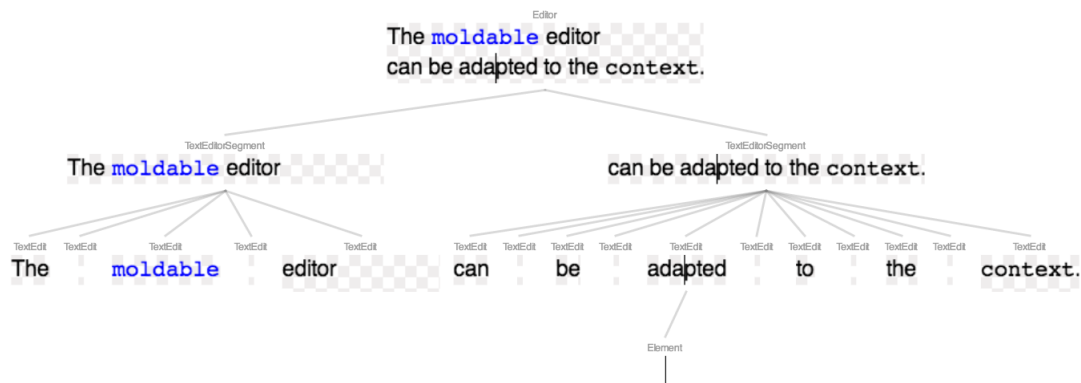 Editor
The moldable editor
can be adapted to the context.
TextEditorSegment TextEditorSegment
The moldable editor can be adapted to the context.
TextEdit TextEdit TextEdit TextEdit TextEdit TextEdit TextEdit TextEdit TextEdit TextEdit TextEdit TextEdit TextEdit TextEdit TextEdit TextEdit
The moldable editor can be adapted to the context.
Element